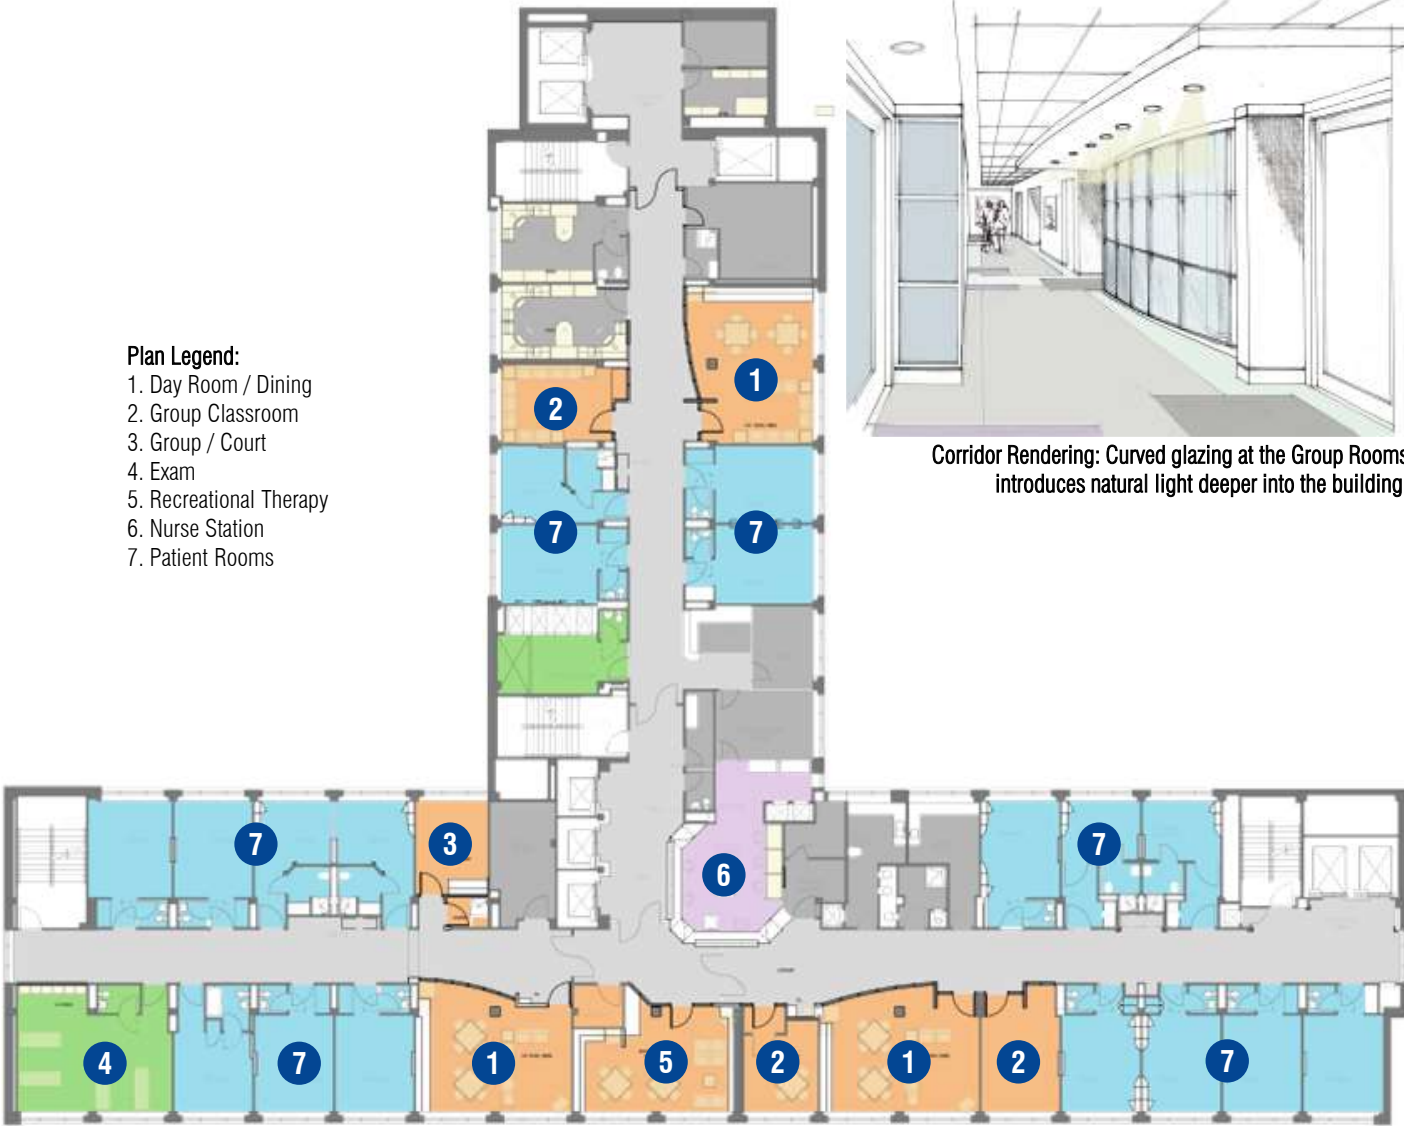 Plan Legend:
1. Day Room / Dining
2. Group Classroom
3. Group / Court
4. Exam
5. Recreational Therapy
6. Nurse Station
7. Patient Rooms
Corridor Rendering: Curved glazing at the Group Rooms
introduces natural light deeper into the building
1
2
7
7
7
3
6
7
4
7
1
5
2
1
2
7